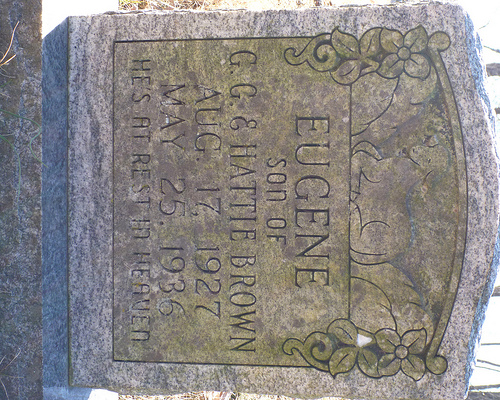 EUGENE
SON OF
G. G. & HATTIE BROWN
AUG. 17, 1927
MAY 25, 1936
HE'S AT REST IN HEAVEN